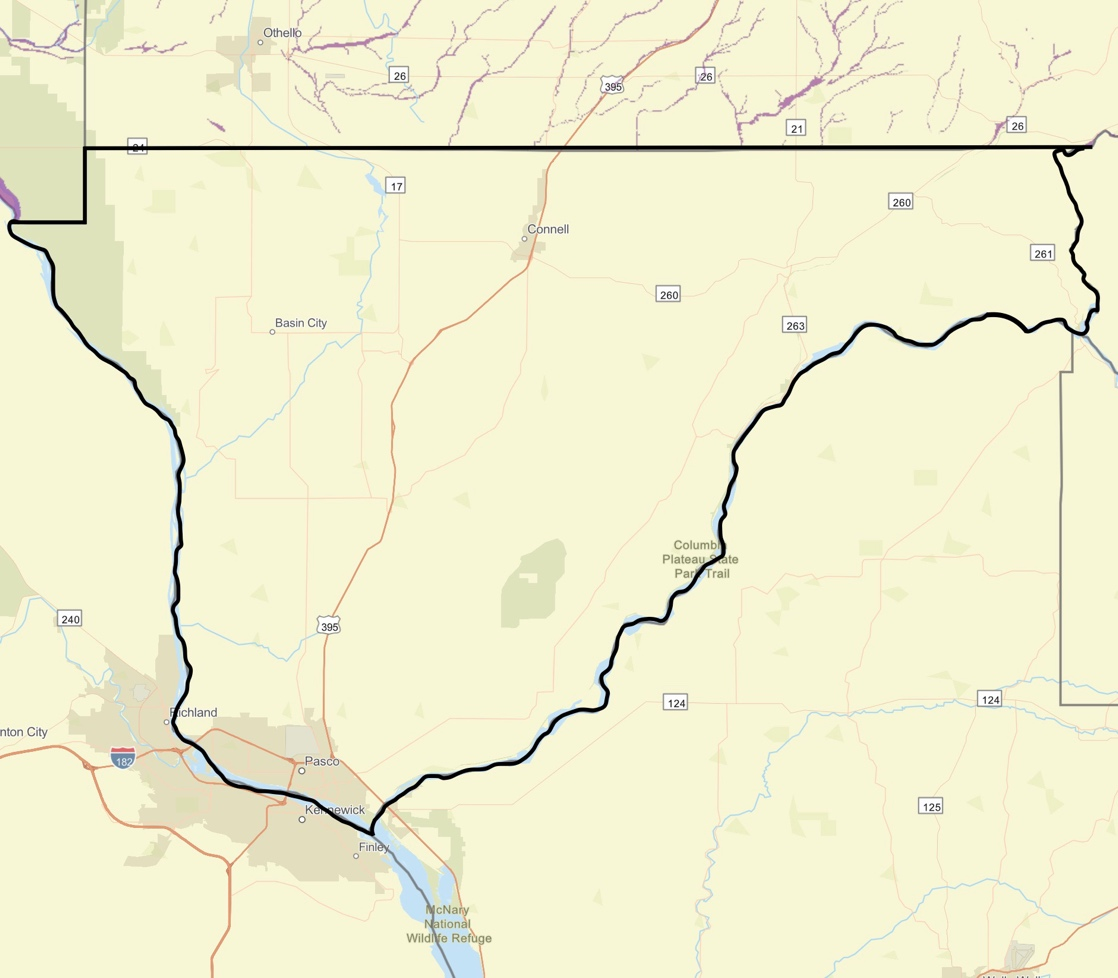 Othello
26
395
26
21
26
24
17
260
Connell
261
260
Basin City
263
Columbia
Plateau State
Park Trail
240
395
124
124
Richland
nton City
182
Pasco
125
Kennewick
Finley
McNary
National
Wildlife Refuge